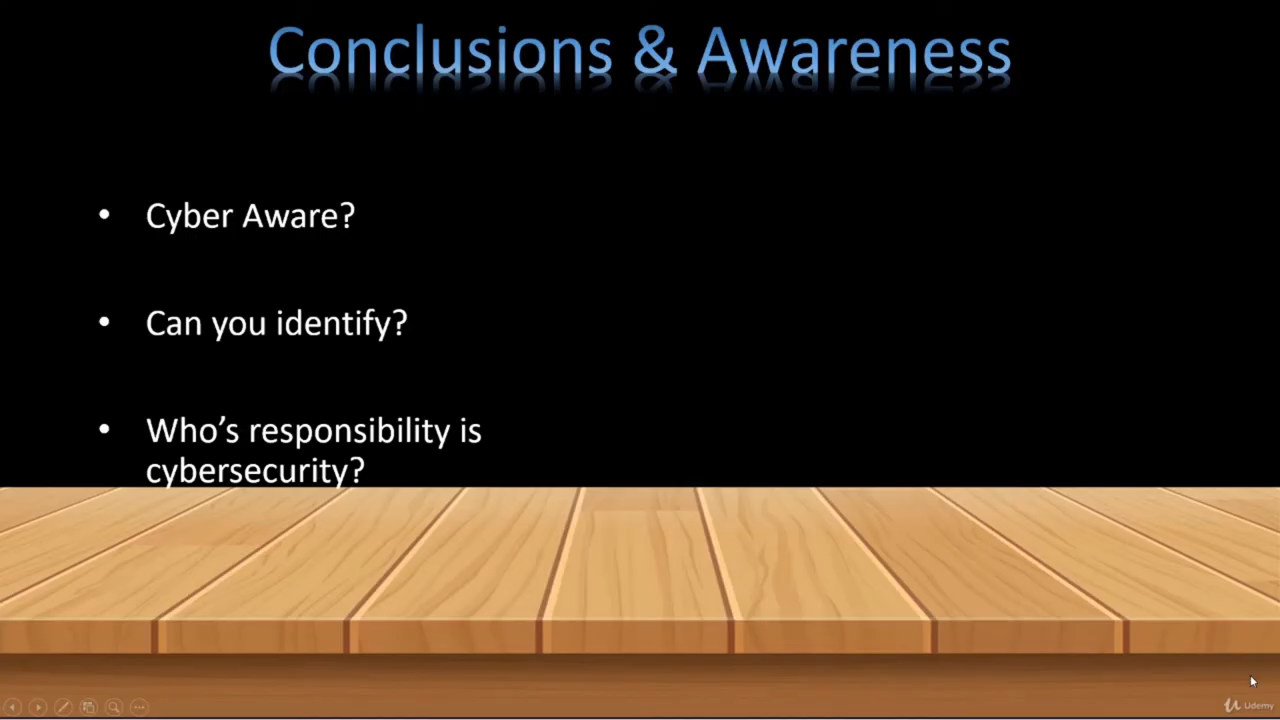 Conclusions & Awareness
• Cyber Aware?
• Can you identify?
• Who’s responsibility is
cybersecurity?
Udemy